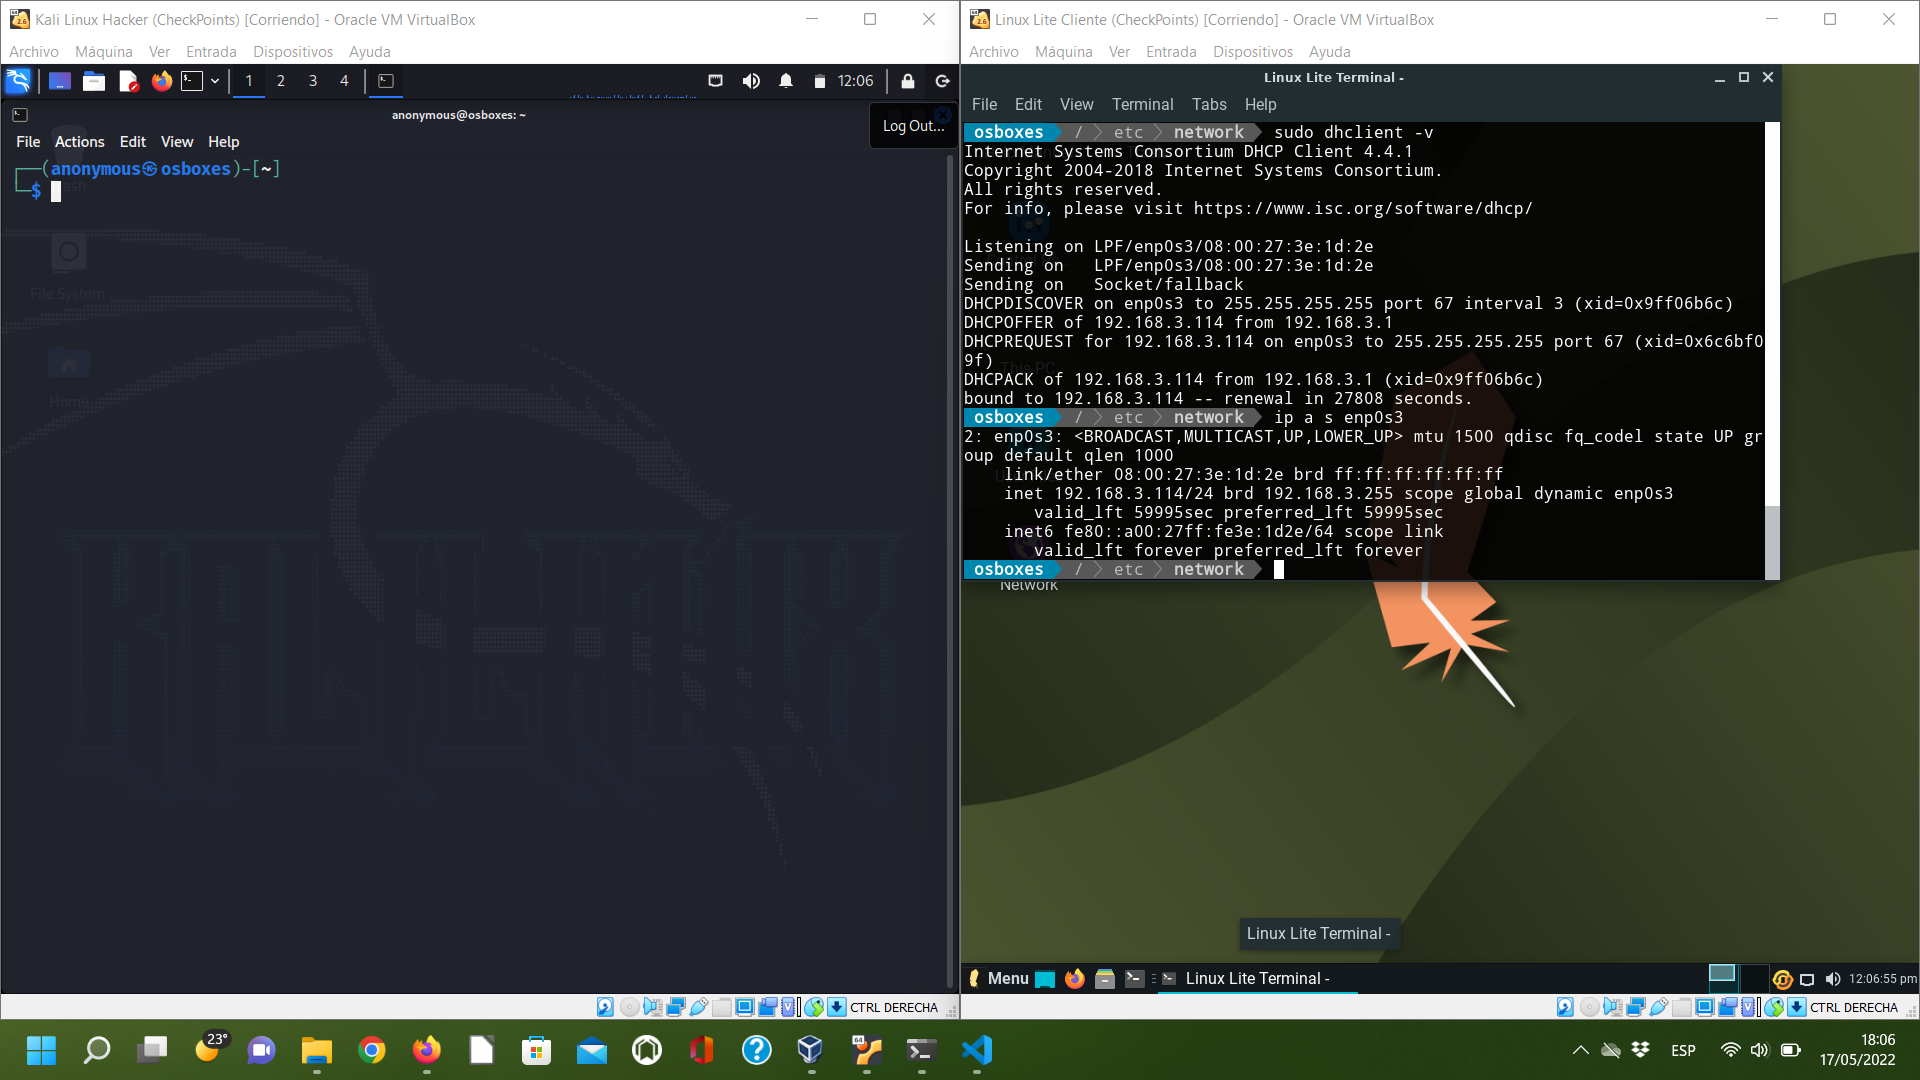 Kali Linux Hacker (CheckPoints) [Corriendo] - Oracle VM VirtualBox
Archivo Máquina Ver Entrada Dispositivos Ayuda
1 2 3 4 12:06
anonymous@osboxes: ~
Log Out...
File Actions Edit View Help
┌──(anonymous㉿osboxes)-[~]
└─$
File System
Home
CTRL DERECHA
Linux Lite Cliente (CheckPoints) [Corriendo] - Oracle VM VirtualBox
Archivo Máquina Ver Entrada Dispositivos Ayuda
Linux Lite Terminal -
File Edit View Terminal Tabs Help
osboxes / etc network sudo dhclient -v
Internet Systems Consortium DHCP Client 4.4.1
Copyright 2004-2018 Internet Systems Consortium.
All rights reserved.
For info, please visit https://www.isc.org/software/dhcp/
Listening on LPF/enp0s3/08:00:27:3e:1d:2e
Sending on   LPF/enp0s3/08:00:27:3e:1d:2e
Sending on   Socket/fallback
DHCPDISCOVER on enp0s3 to 255.255.255.255 port 67 interval 3 (xid=0x9ff06b6c)
DHCPOFFER of 192.168.3.114 from 192.168.3.1
DHCPREQUEST for 192.168.3.114 on enp0s3 to 255.255.255.255 port 67 (xid=0x6c6bf0
9f)
DHCPACK of 192.168.3.114 from 192.168.3.1 (xid=0x9ff06b6c)
bound to 192.168.3.114 -- renewal in 27808 seconds.
osboxes / etc network ip a s enp0s3
2: enp0s3: <BROADCAST,MULTICAST,UP,LOWER_UP> mtu 1500 qdisc fq_codel state UP gr
oup default qlen 1000
    link/ether 08:00:27:3e:1d:2e brd ff:ff:ff:ff:ff:ff
    inet 192.168.3.114/24 brd 192.168.3.255 scope global dynamic enp0s3
       valid_lft 59995sec preferred_lft 59995sec
    inet6 fe80::a00:27ff:fe3e:1d2e/64 scope link
       valid_lft forever preferred_lft forever
osboxes / etc network
This PC
Network
Linux Lite Terminal -
Menu Linux Lite Terminal - 12:06:55 pm
CTRL DERECHA
23°
ESP
18:06
17/05/2022